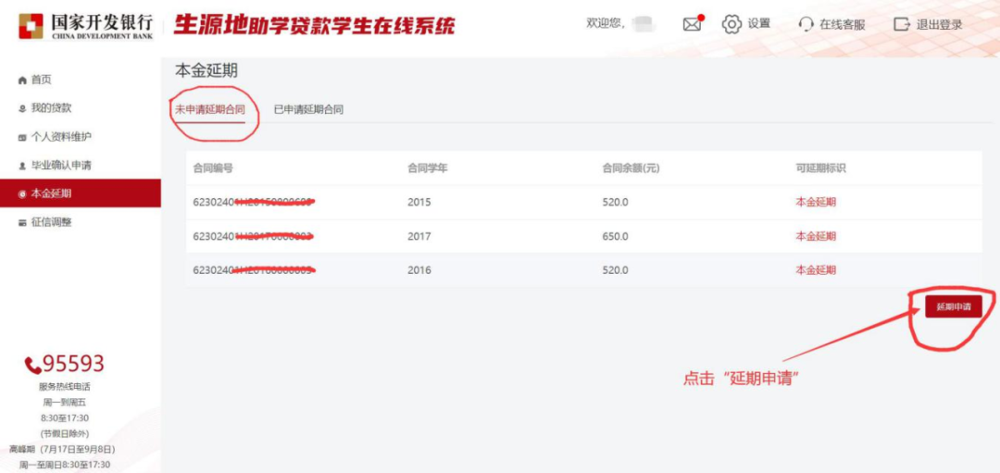 国家开发银行
CHINA DEVELOPMENT BANK
生源地助学贷款学生在线系统
欢迎您,
设置
在线客服
退出登录
首页
我的贷款
个人资料维护
毕业确认申请
本金延期
征信调整
本金延期
未申请延期合同 已申请延期合同
合同编号 合同学年 合同余额(元) 可延期标识
62302401 2015 520.0 本金延期
62302401 2017 650.0 本金延期
6230240 2016 520.0 本金延期
延期申请
点击“延期申请”
95593
服务热线电话
周一到周五
8:30至17:30
(节假日除外)
高峰期（7月17日至9月8日）
周一至周日8:30至17:30